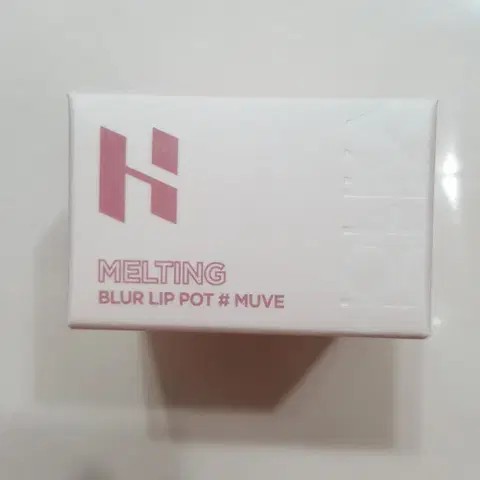 H
MELTING
BLUR LIP POT # MUVE